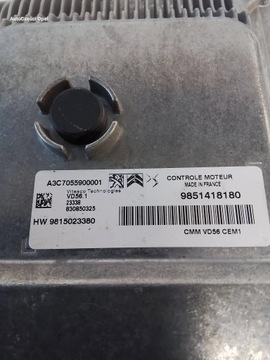 AutoCzęści Opel
A3C7055900001
Vitesco Technologies
VD56.1
23338
830850325
HW 9815023380
CONTROLE MOTEUR
MADE IN FRANCE
9851418180
CMM VD56 CEM1